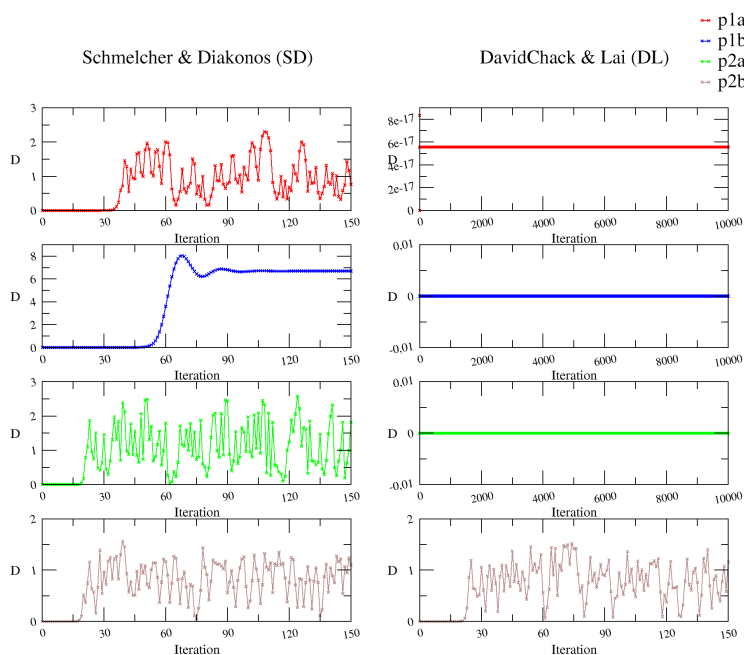 p1a
p1b
p2a
p2b
Schmelcher & Diakonos (SD)
DavidChack & Lai (DL)
3
2
D
1
0
0 30 60 90 120 150
Iteration
8e-17
6e-17
D
4e-17
2e-17
0
0 2000 4000 6000 8000 10000
Iteration
8
6
D
4
2
0
0 30 60 90 120 150
Iteration
0,01
D 0
-0,01
0 2000 4000 6000 8000 10000
Iteration
3
2
D
1
0
0 30 60 90 120 150
Iteration
0,01
D 0
-0,01
0 2000 4000 6000 8000 10000
Iteration
2
D 1
0
0 30 60 90 120 150
Iteration
2
D 1
0
0 30 60 90 120 150
Iteration